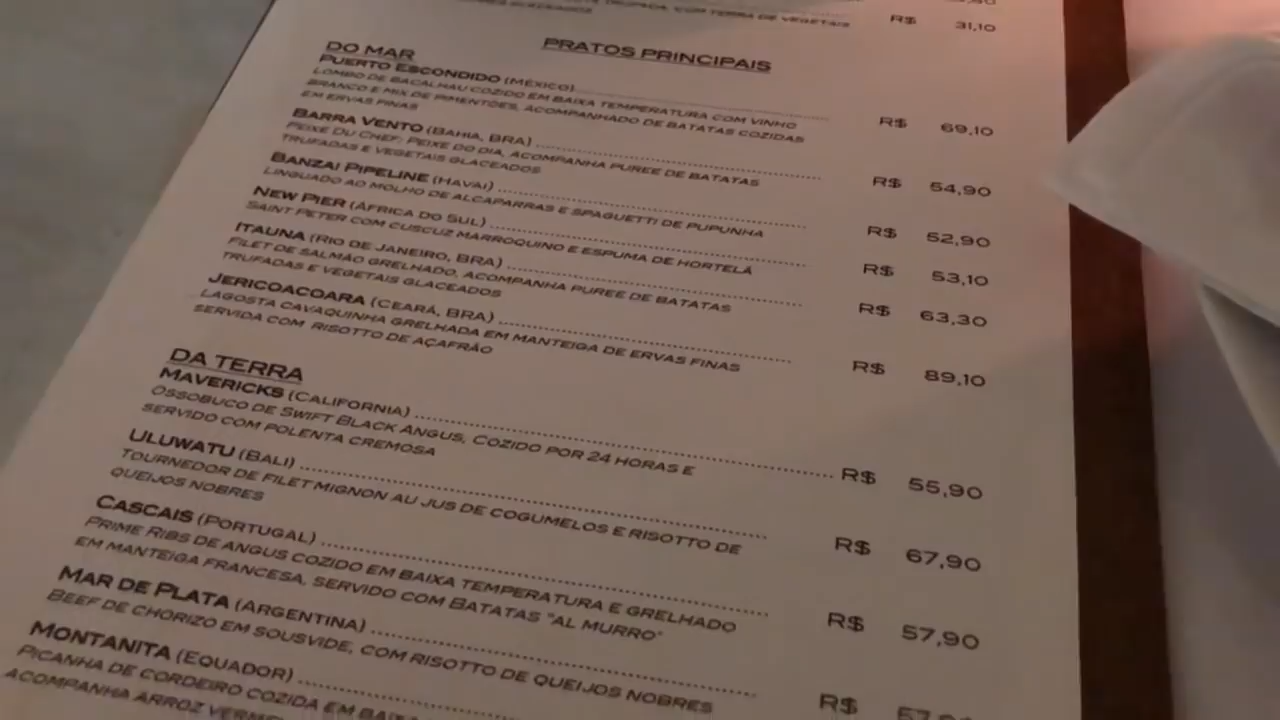 COM TERRA DE VEGETAIS
R$ 31,10
PRATOS PRINCIPAIS
DO MAR
PUERTO ESCONDIDO (MÉXICO) R$ 69,10
LOMBO DE BACALHAU COZIDO EM BAIXA TEMPERATURA COM VINHO
BRANCO E MIX DE PIMENTÕES, ACOMPANHADO DE BATATAS COZIDAS
EM ERVAS FINAS
BARRA VENTO (BAHIA, BRA) R$ 54,90
PEIXE DU CHEF: PEIXE DO DIA, ACOMPANHA PUREE DE BATATAS
TRUFADAS E VEGETAIS GLACEADOS
BANZAI PIPELINE (HAVAÍ) R$ 52,90
LINGUADO AO MOLHO DE ALCAPARRAS E SPAGUETTI DE PUPUNHA
NEW PIER (ÁFRICA DO SUL) R$ 53,10
SAINT PETER COM CUSCUZ MARROQUINO E ESPUMA DE HORTELÃ
ITAUNA (RIO DE JANEIRO, BRA) R$ 63,30
FILET DE SALMÃO GRELHADO, ACOMPANHA PUREE DE BATATAS
TRUFADAS E VEGETAIS GLACEADOS
JERICOACOARA (CEARÁ, BRA) R$ 89,10
LAGOSTA CAVAQUINHA GRELHADA EM MANTEIGA DE ERVAS FINAS
SERVIDA COM RISOTTO DE AÇAFRÃO
DA TERRA
MAVERICKS (CALIFORNIA) R$ 55,90
OSSOBUCO DE SWIFT BLACK ANGUS, COZIDO POR 24 HORAS E
SERVIDO COM POLENTA CREMOSA
ULUWATU (BALI) R$ 67,90
TOURNEDOR DE FILET MIGNON AU JUS DE COGUMELOS E RISOTTO DE
QUEIJOS NOBRES
CASCAIS (PORTUGAL) R$ 57,90
PRIME RIBS DE ANGUS COZIDO EM BAIXA TEMPERATURA E GRELHADO
EM MANTEIGA FRANCESA, SERVIDO COM BATATAS "AL MURRO"
MAR DE PLATA (ARGENTINA) R$
BEEF DE CHORIZO EM SOUSVIDE, COM RISOTTO DE QUEIJOS NOBRES
MONTANITA (EQUADOR)
PICANHA DE CORDEIRO COZIDA EM
ACOMPANHA ARROZ